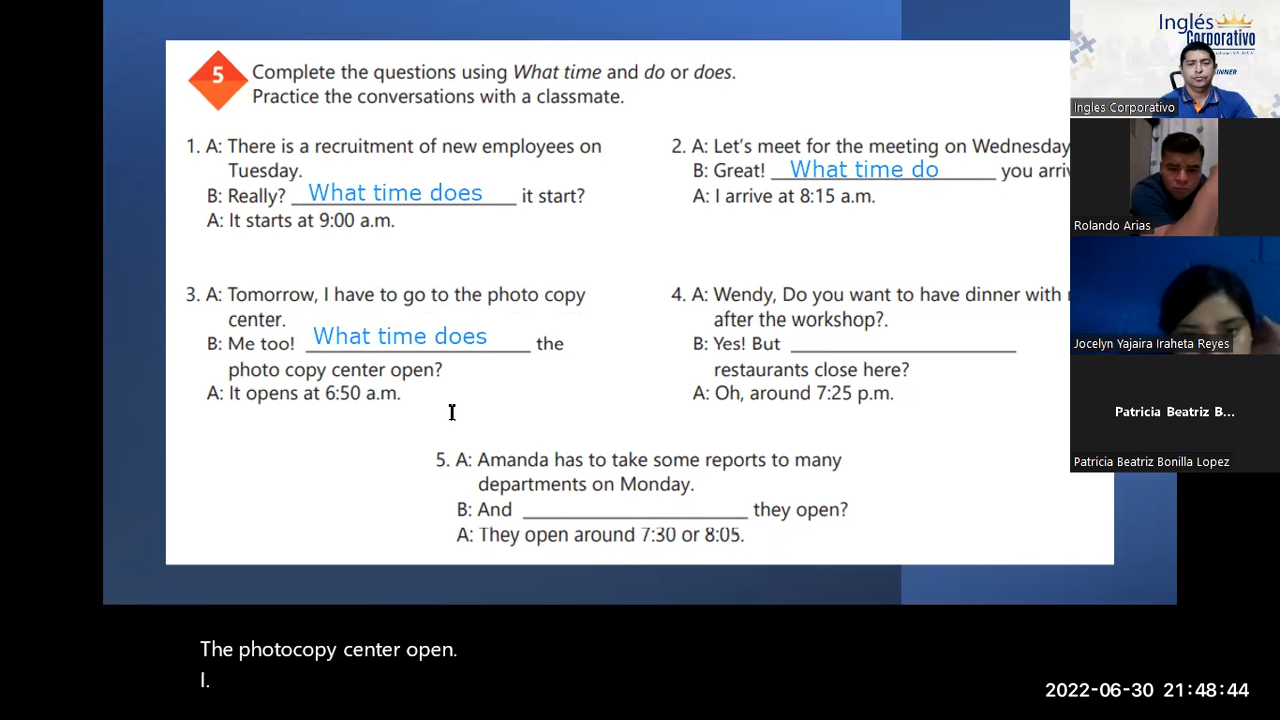 5
Complete the questions using What time and do or does.
Practice the conversations with a classmate.
1. A: There is a recruitment of new employees on
Tuesday.
B: Really? What time does it start?
A: It starts at 9:00 a.m.
2. A: Let's meet for the meeting on Wednesday
B: Great! What time do you
A: I arrive at 8:15 a.m.
3. A: Tomorrow, I have to go to the photo copy
center.
B: Me too! What time does the
photo copy center open?
A: It opens at 6:50 a.m.
4. A: Wendy, Do you want to have dinner with
after the workshop?.
B: Yes! But ____________________
restaurants close here?
A: Oh, around 7:25 p.m.
5. A: Amanda has to take some reports to many
departments on Monday.
B: And ____________________ they open?
A: They open around 7:30 or 8:05.
Inglés
Corporativo
Ingles Corporativo
Rolando Arias
Jocelyn Yajaira Iraheta Reyes
Patricia Beatriz B...
Patricia Beatriz Bonilla Lopez
The photocopy center open.
I.
2022-06-30 21:48:44